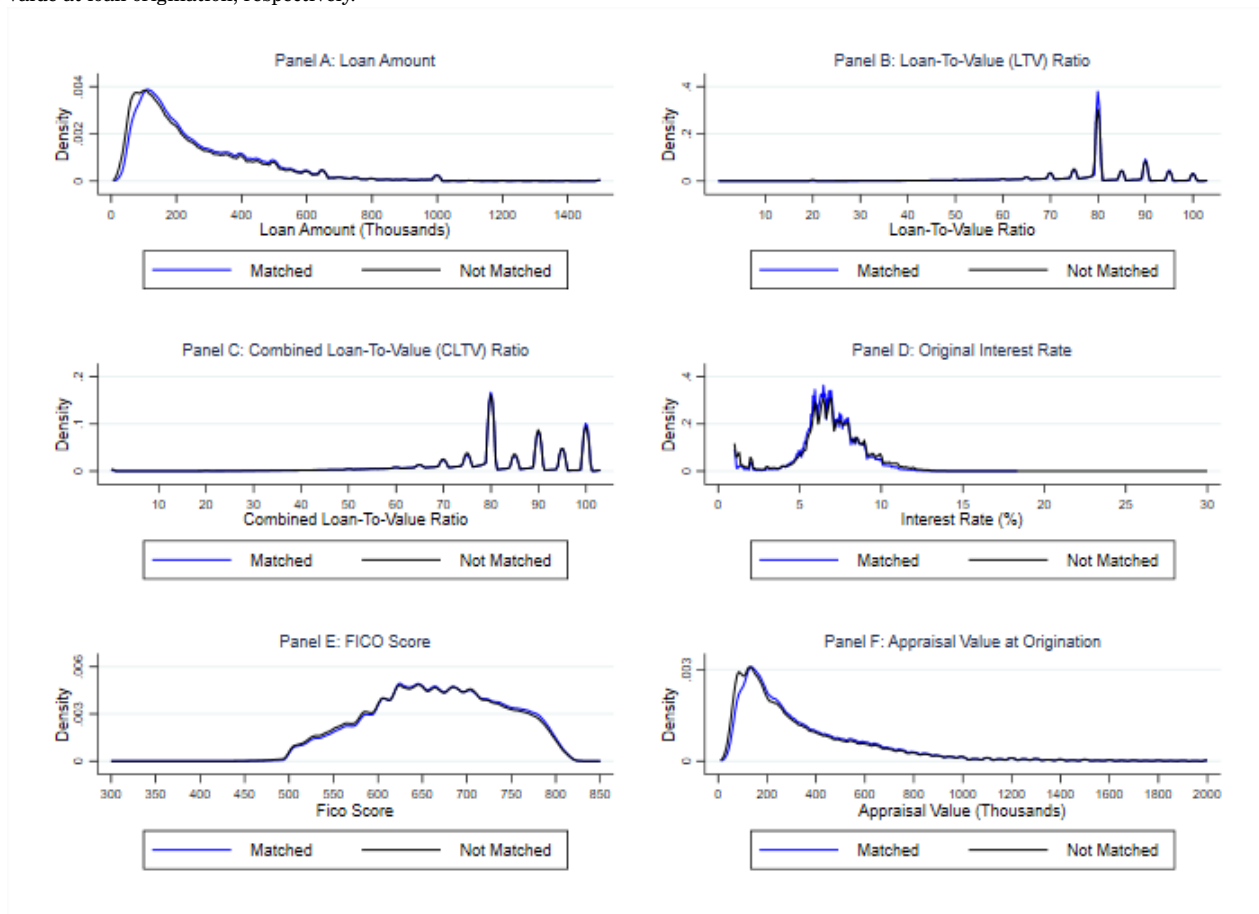 value at loan origination, respectively.
Panel A: Loan Amount
Density
0 .002 .004
0 200 400 600 800 1000 1200 1400
Loan Amount (Thousands)
Matched Not Matched
Panel B: Loan-To-Value (LTV) Ratio
Density
0 .2 .4
10 20 30 40 50 60 70 80 90 100
Loan-To-Value Ratio
Matched Not Matched
Panel C: Combined Loan-To-Value (CLTV) Ratio
Density
0 .1 .2
10 20 30 40 50 60 70 80 90 100
Combined Loan-To-Value Ratio
Matched Not Matched
Panel D: Original Interest Rate
Density
0 .2 .4
0 5 10 15 20 25 30
Interest Rate (%)
Matched Not Matched
Panel E: FICO Score
Density
0 .003 .006
300 350 400 450 500 550 600 650 700 750 800 850
Fico Score
Matched Not Matched
Panel F: Appraisal Value at Origination
Density
0 .003
0 200 400 600 800 1000 1200 1400 1600 1800 2000
Appraisal Value (Thousands)
Matched Not Matched